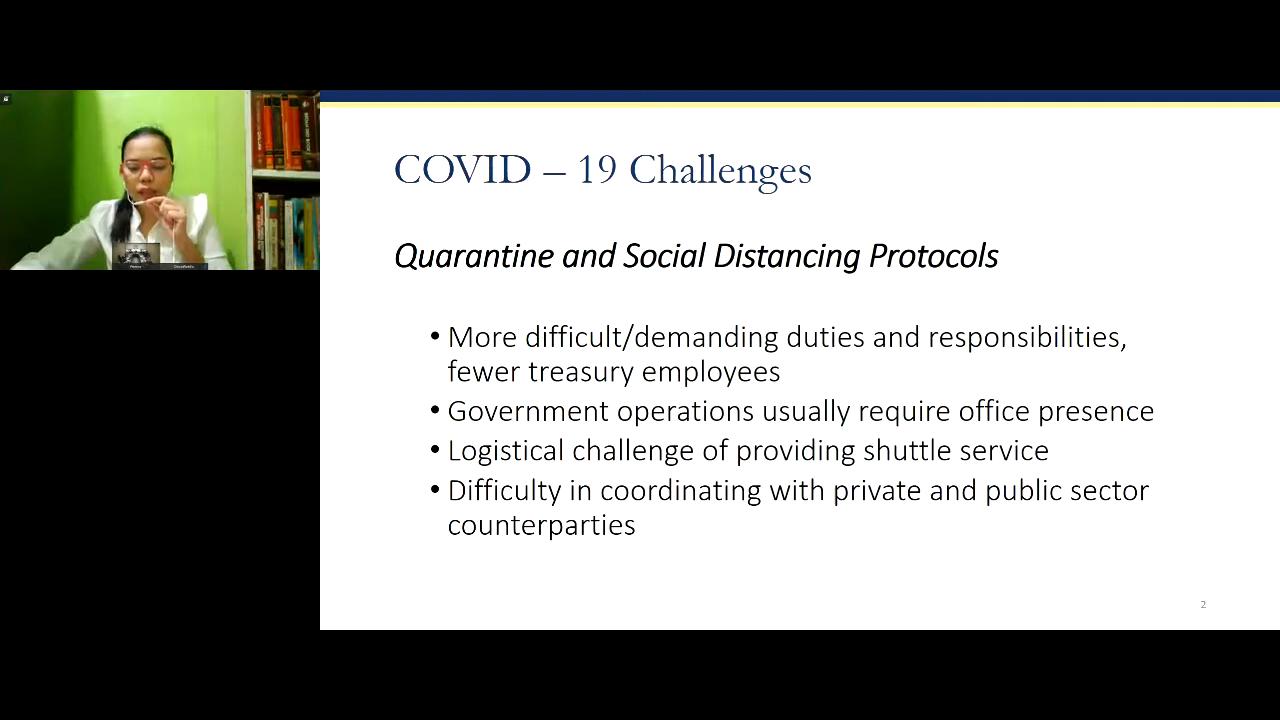 COVID – 19 Challenges
Quarantine and Social Distancing Protocols
• More difficult/demanding duties and responsibilities,
fewer treasury employees
• Government operations usually require office presence
• Logistical challenge of providing shuttle service
• Difficulty in coordinating with private and public sector
counterparties
2